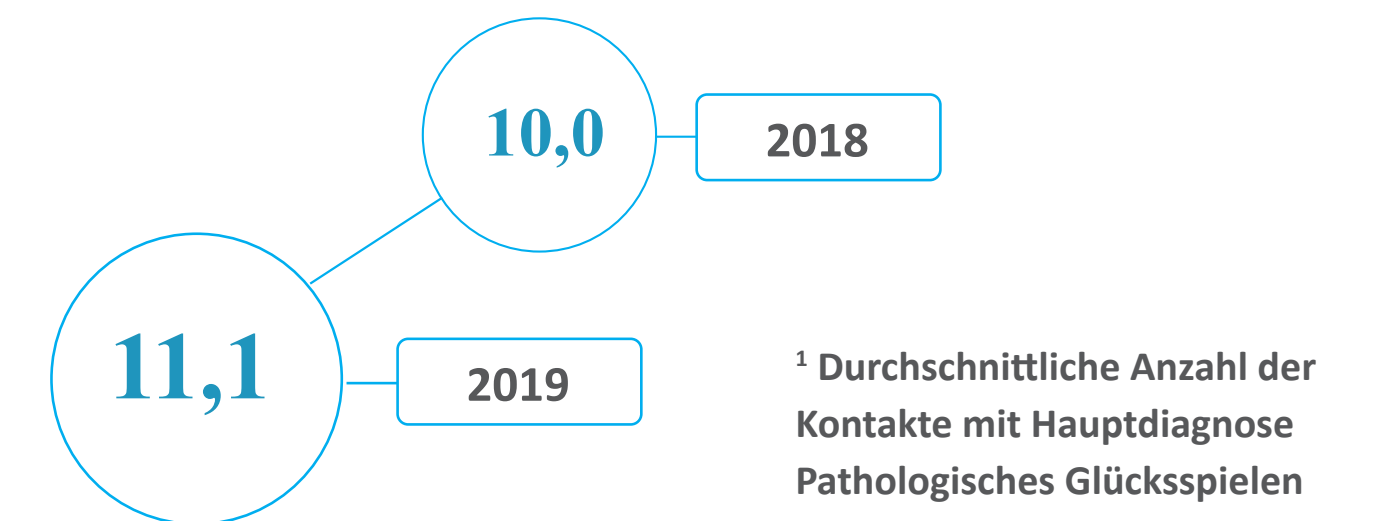 10,0
2018
11,1
2019
¹ Durchschnittliche Anzahl der
Kontakte mit Hauptdiagnose
Pathologisches Glücksspielen